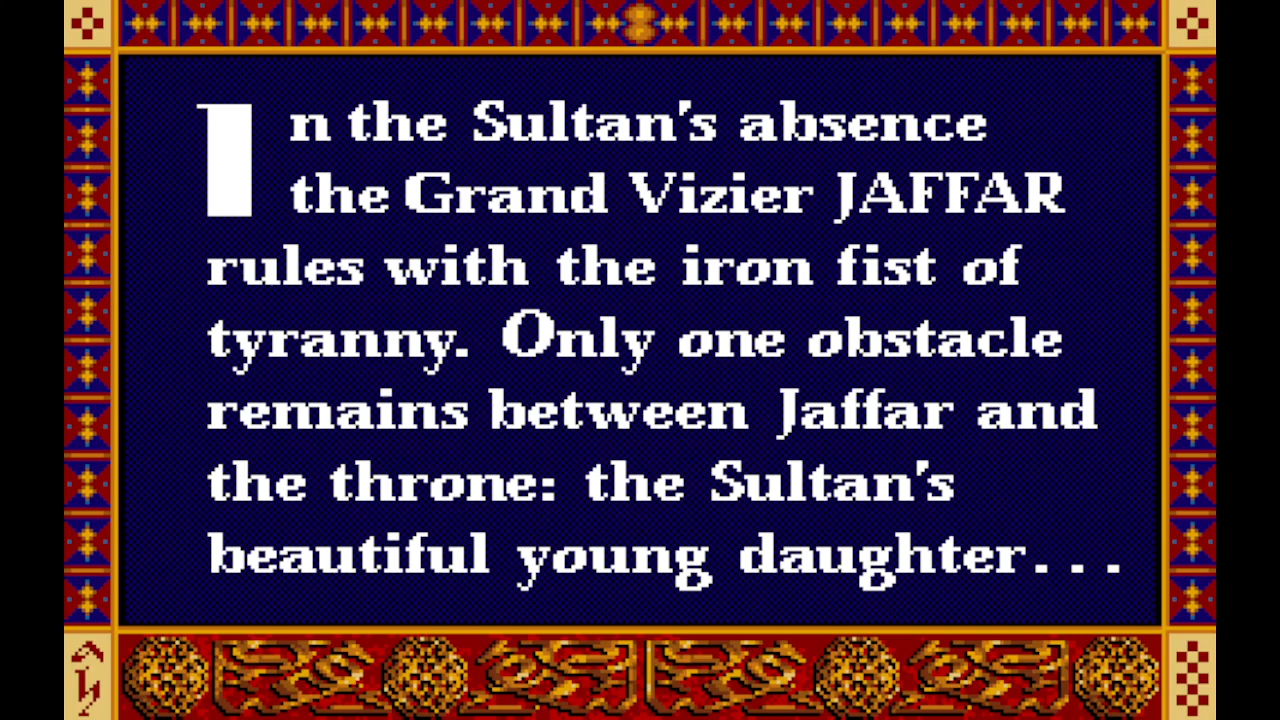 In the Sultan's absence
the Grand Vizier JAFFAR
rules with the iron fist of
tyranny. Only one obstacle
remains between Jaffar and
the throne: the Sultan's
beautiful young daughter...